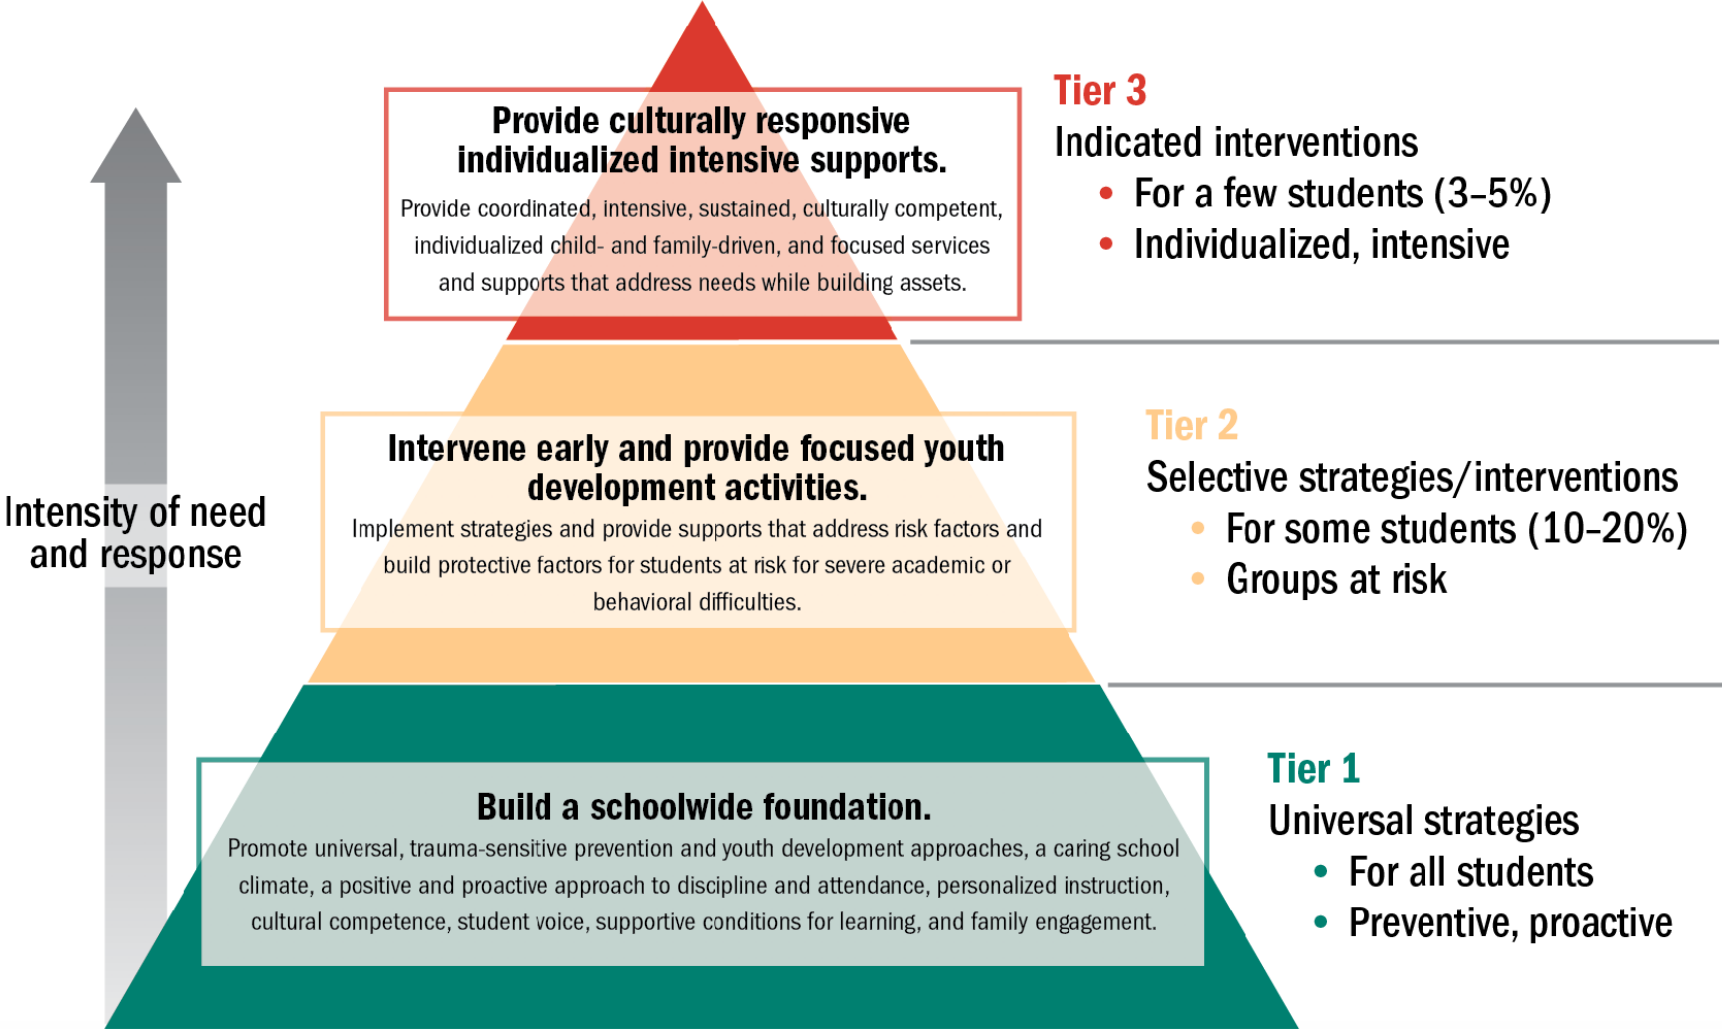 Provide culturally responsive
individualized intensive supports.
Provide coordinated, intensive, sustained, culturally competent,
individualized child- and family-driven, and focused services
and supports that address needs while building assets.
Tier 3
Indicated interventions
• For a few students (3–5%)
• Individualized, intensive
Intervene early and provide focused youth
development activities.
Implement strategies and provide supports that address risk factors and
build protective factors for students at risk for severe academic or
behavioral difficulties.
Tier 2
Selective strategies/interventions
• For some students (10–20%)
• Groups at risk
Intensity of need
and response
Build a schoolwide foundation.
Promote universal, trauma-sensitive prevention and youth development approaches, a caring school
climate, a positive and proactive approach to discipline and attendance, personalized instruction,
cultural competence, student voice, supportive conditions for learning, and family engagement.
Tier 1
Universal strategies
• For all students
• Preventive, proactive